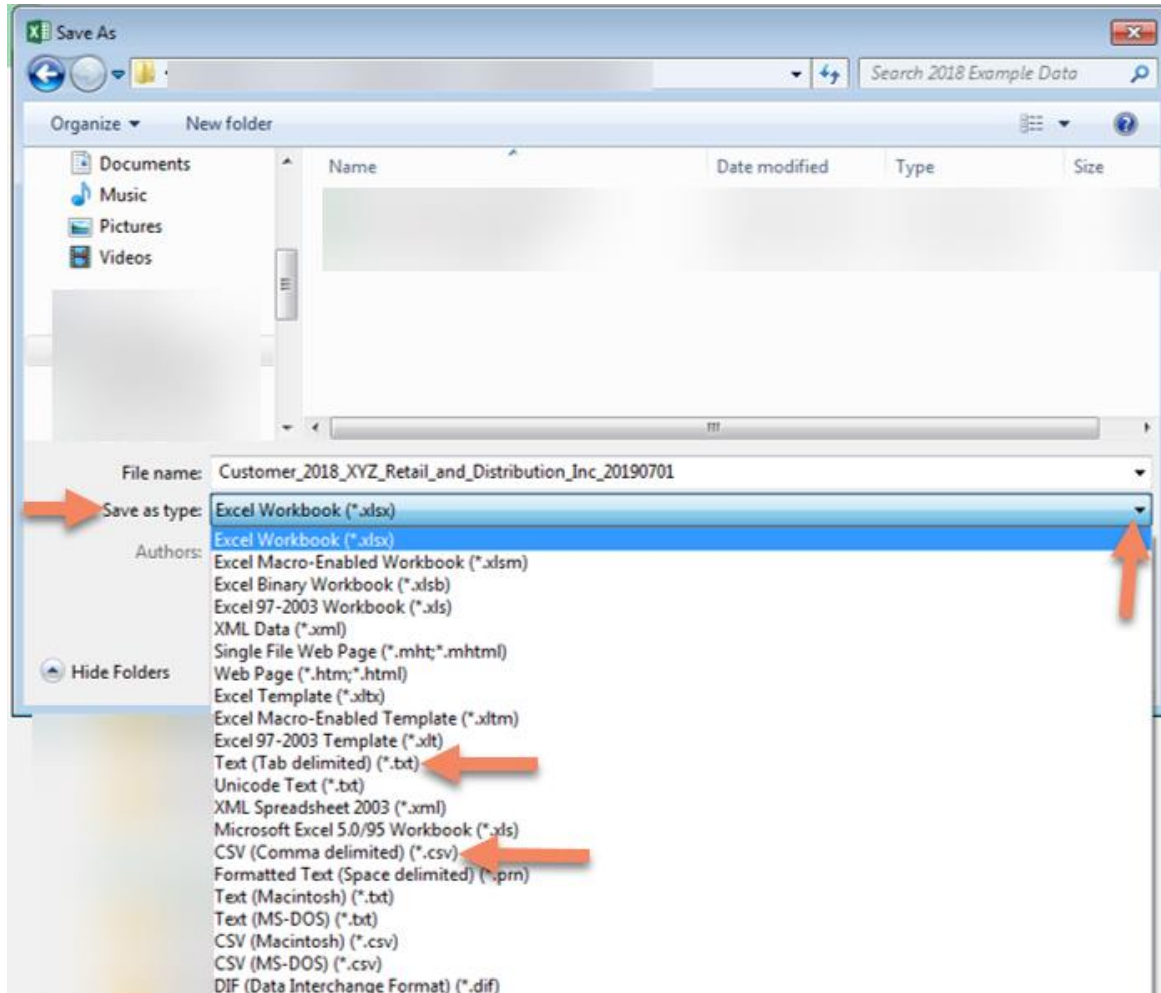 Save As
Search 2018 Example Data
Organize New folder
Documents
Music
Pictures
Videos
Name Date modified Type Size
File name: Customer_2018_XYZ_Retail_and_Distribution_Inc_20190701
Save as type: Excel Workbook (*.xlsx)
Authors:
Excel Workbook (*.xlsx)
Excel Macro-Enabled Workbook (*.xlsm)
Excel Binary Workbook (*.xlsb)
Excel 97-2003 Workbook (*.xls)
XML Data (*.xml)
Single File Web Page (*.mht;*.mhtml)
Hide Folders
Web Page (*.htm;*.html)
Excel Template (*.xltx)
Excel Macro-Enabled Template (*.xltm)
Excel 97-2003 Template (*.xlt)
Text (Tab delimited) (*.txt)
Unicode Text (*.txt)
XML Spreadsheet 2003 (*.xml)
Microsoft Excel 5.0/95 Workbook (*.xls)
CSV (Comma delimited) (*.csv)
Formatted Text (Space delimited) (*.prn)
Text (Macintosh) (*.txt)
Text (MS-DOS) (*.txt)
CSV (Macintosh) (*.csv)
CSV (MS-DOS) (*.csv)
DIF (Data Interchange Format) (*.dif)